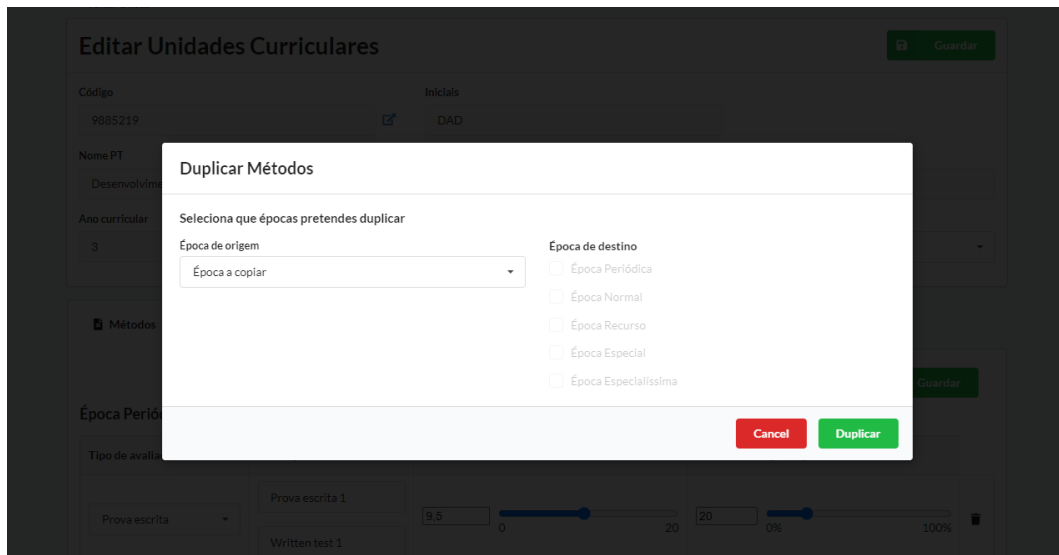 Editar Unidades Curriculares
Guardar
Código
Iniciais
9885219
DAD
Nome PT
Desenvolvime
Ano curricular
3
Duplicar Métodos
Seleciona que épocas pretendes duplicar
Época de origem
Época a copiar
Época de destino
Época Periódica
Época Normal
Época Recurso
Época Especial
Época Especialíssima
Cancel
Duplicar
Métodos
Guardar
Época Periód
Tipo de avalia
Prova escrita
Prova escrita 1
Written test 1
9,5
0
20
20
0%
100%